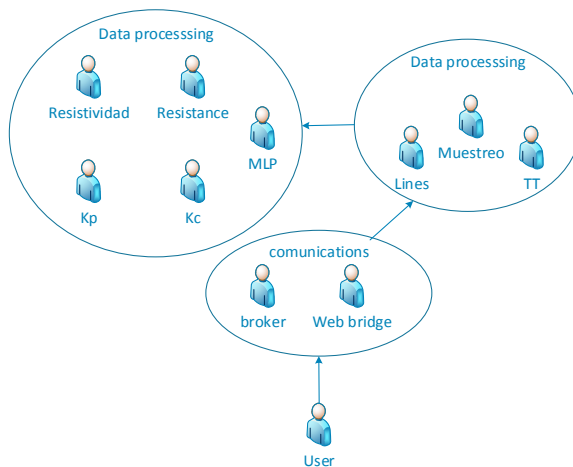 Data processsing
Resistividad
Resistance
MLP
Kp
Kc
Data processsing
Lines
Muestreo
TT
comunications
broker
Web bridge
User